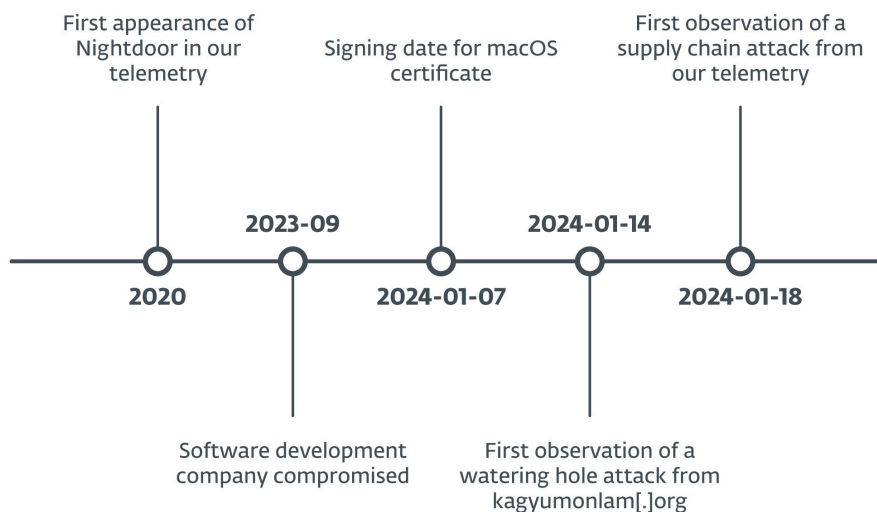 First appearance of
Nightdoor in our
telemetry
Signing date for macOS
certificate
First observation of a
supply chain attack from
our telemetry
2023-09
2024-01-14
2020
2024-01-07
2024-01-18
Software development
company compromised
First observation of a
watering hole attack from
kagyumonlam[.]org